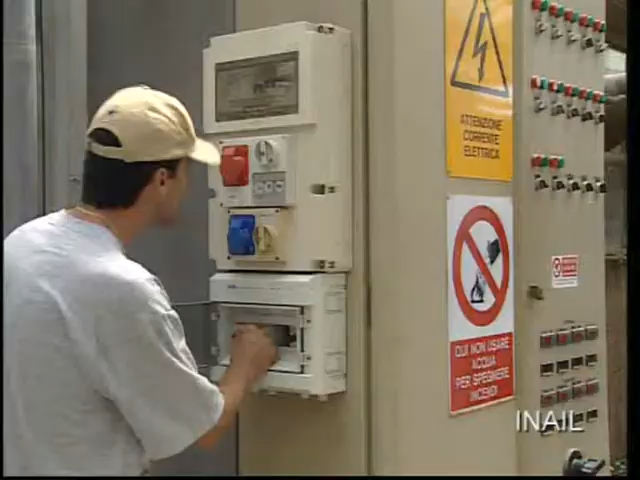 ATTENZIONE
CORRENTE
ELETTRICA
QUI NON USARE
ACQUA
PER SPEGNERE
INCENDI
INAIL